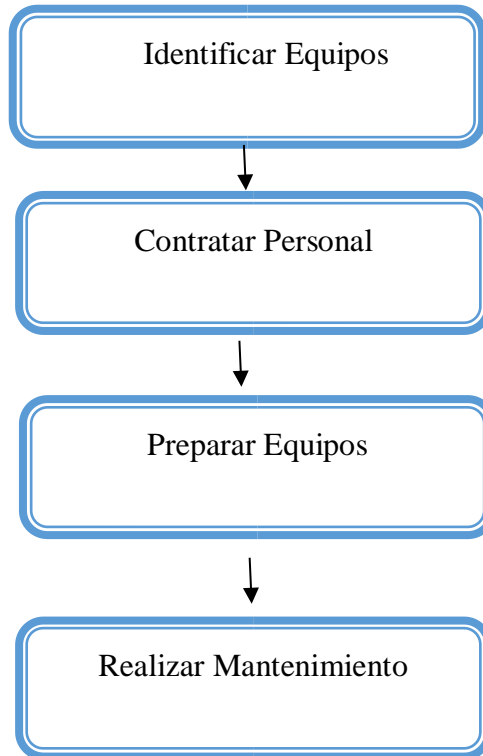 Identificar Equipos
Contratar Personal
Preparar Equipos
Realizar Mantenimiento